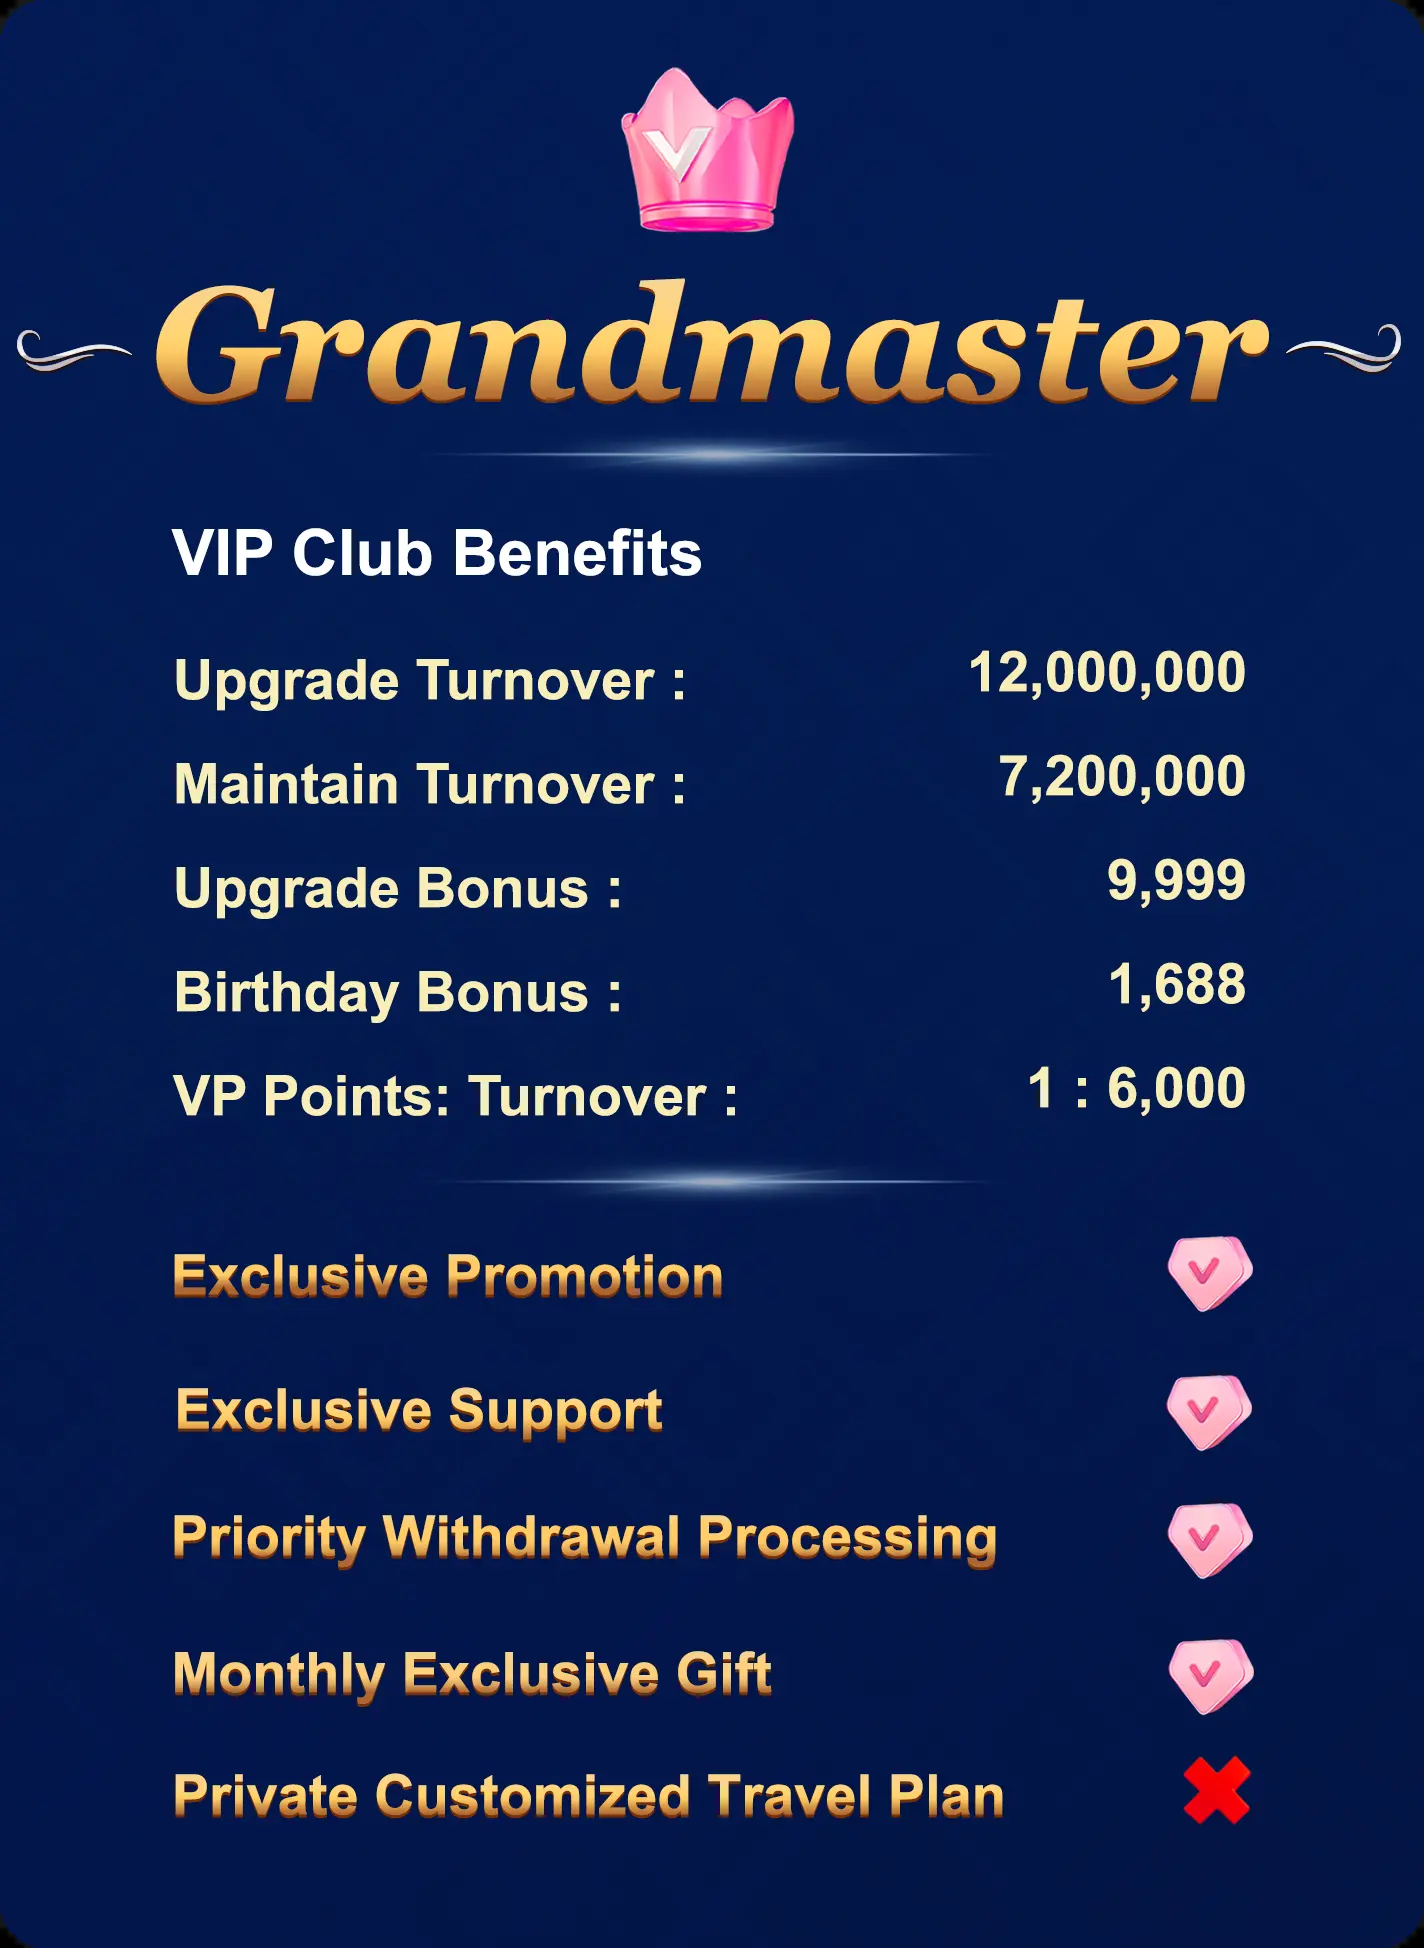 Grandmaster
VIP Club Benefits
Upgrade Turnover : 12,000,000
Maintain Turnover : 7,200,000
Upgrade Bonus : 9,999
Birthday Bonus : 1,688
VP Points: Turnover : 1 : 6,000
Exclusive Promotion
Exclusive Support
Priority Withdrawal Processing
Monthly Exclusive Gift
Private Customized Travel Plan